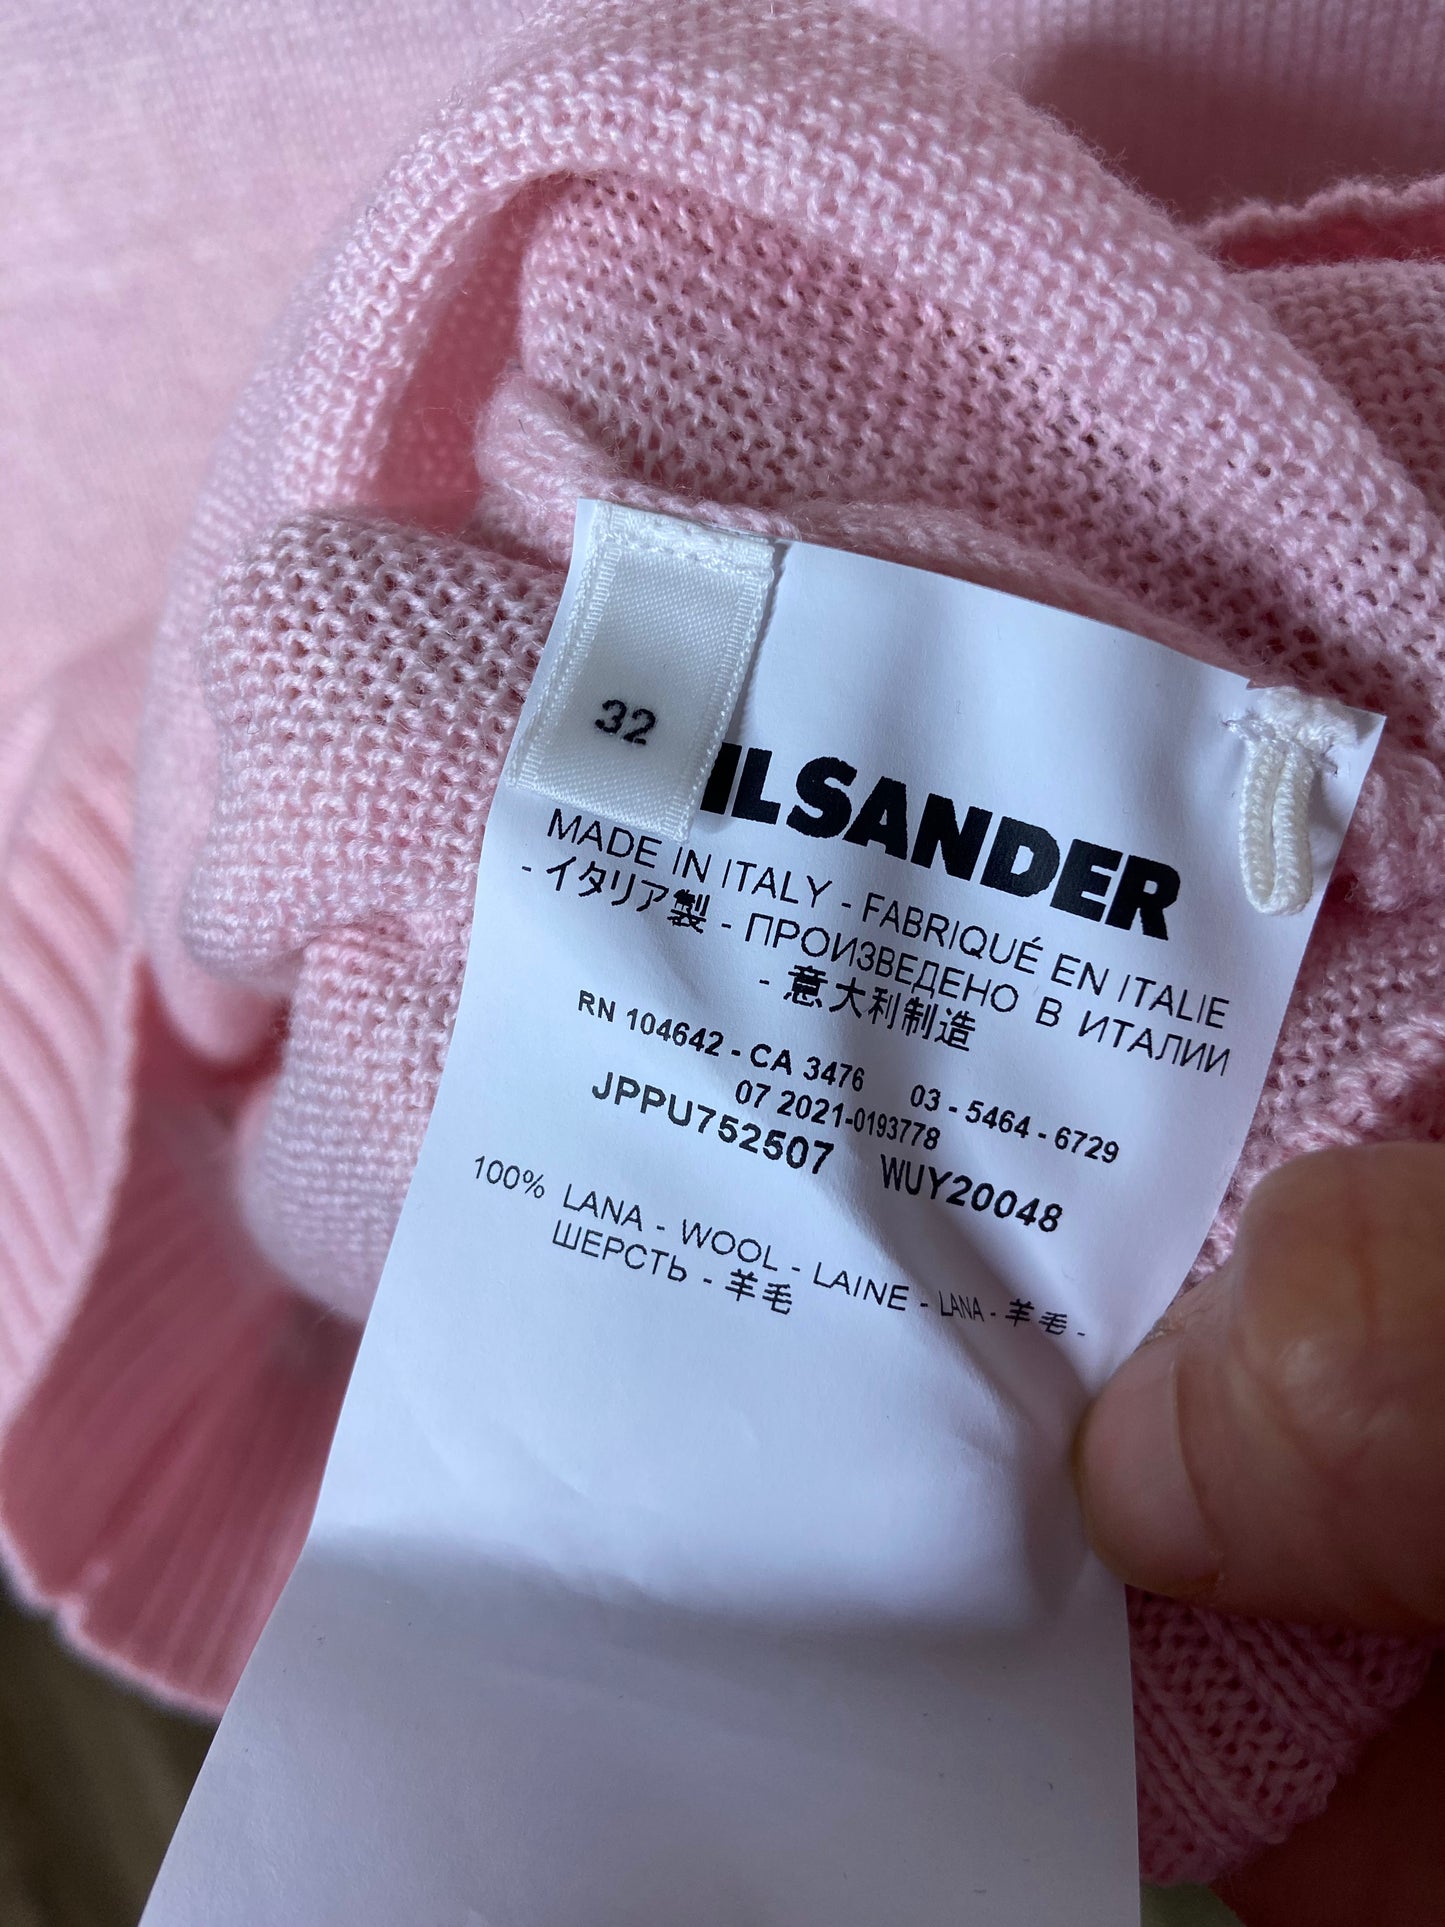 32
JIL SANDER
MADE IN ITALY - FABRIQUÉ EN ITALIE
- イタリア製 - ПРОИЗВЕДЕНО В ИТАЛИИ
- 意大利制造
RN 104642 - CA 3476 03 - 5464 - 6729
07 2021-0193778
JPPU752507 WUY20048
100% LANA - WOOL - LAINE - LANA - 羊毛 -
ШЕРСТЬ - 羊毛